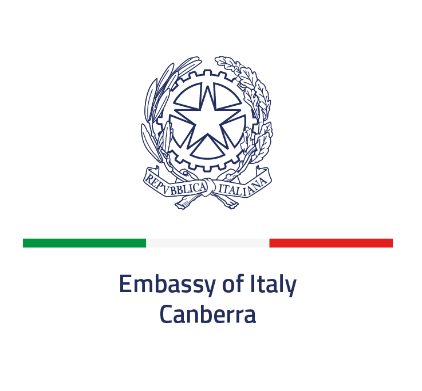 REPVBBLICA ITALIANA
Embassy of Italy
Canberra